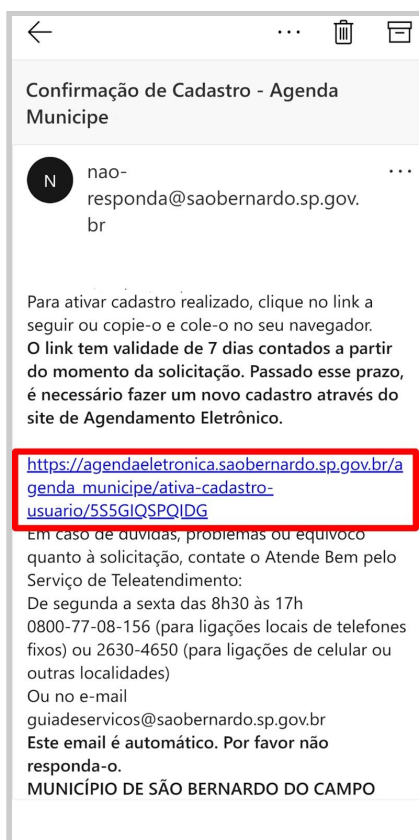 Confirmação de Cadastro - Agenda
Municipe
N
nao-
responda@saobernardo.sp.gov.
br
Para ativar cadastro realizado, clique no link a
seguir ou copie-o e cole-o no seu navegador.
O link tem validade de 7 dias contados a partir
do momento da solicitação. Passado esse prazo,
é necessário fazer um novo cadastro através do
site de Agendamento Eletrônico.
https://agendaeletronica.saobernardo.sp.gov.br/a
genda_municipe/ativa-cadastro-
usuario/5S5GIQSPQIDG
Em caso de dúvidas, problemas ou equívoco
quanto à solicitação, contate o Atende Bem pelo
Serviço de Teleatendimento:
De segunda a sexta das 8h30 às 17h
0800-77-08-156 (para ligações locais de telefones
fixos) ou 2630-4650 (para ligações de celular ou
outras localidades)
Ou no e-mail
guiadeservicos@saobernardo.sp.gov.br
Este email é automático. Por favor não
responda-o.
MUNICÍPIO DE SÃO BERNARDO DO CAMPO